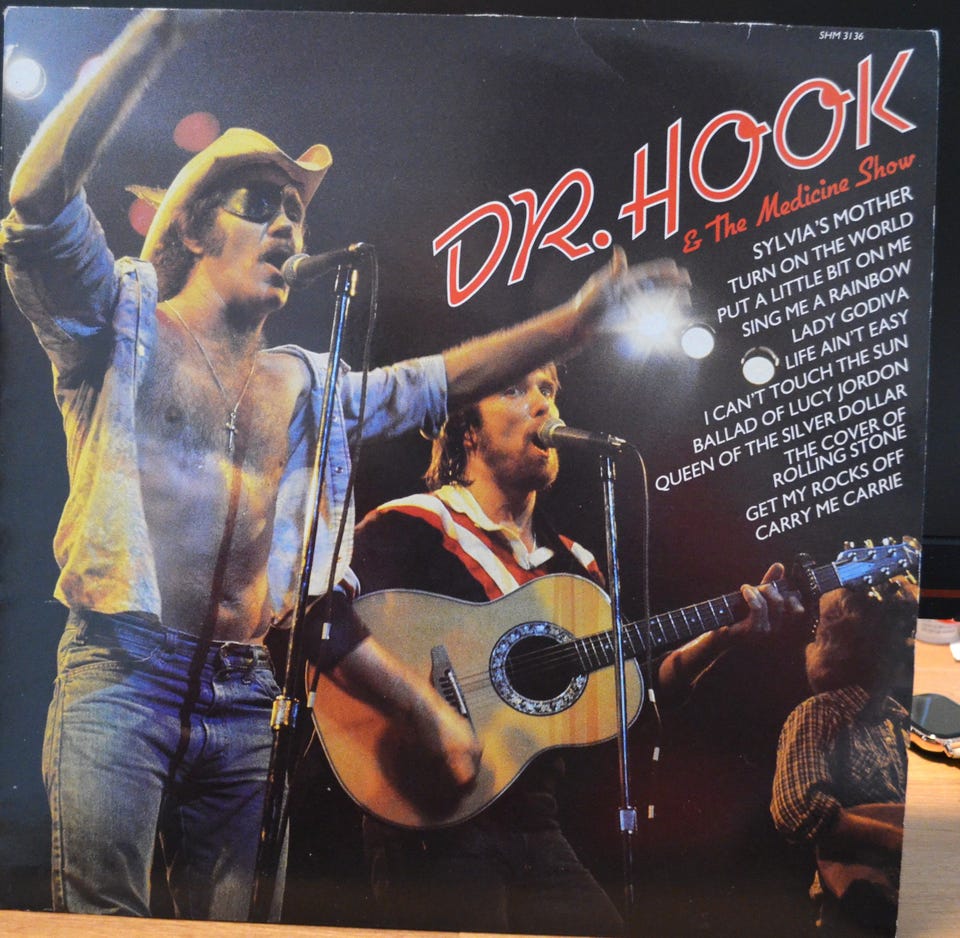 SHM 3136
DR. HOOK
& The Medicine Show
SYLVIA'S MOTHER
TURN ON THE WORLD
PUT A LITTLE BIT ON ME
SING ME A RAINBOW
LADY GODIVA
LIFE AIN'T EASY
I CAN'T TOUCH THE SUN
BALLAD OF LUCY JORDON
QUEEN OF THE SILVER DOLLAR
THE COVER OF
ROLLING STONE
GET MY ROCKS OFF
CARRY ME CARRIE